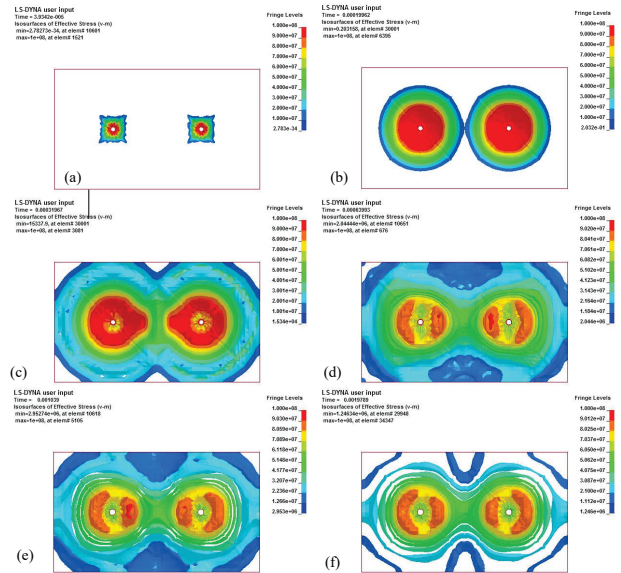 LS-DYNA user input
Time = 3.9342e-005
Isosurfaces of Effective Stress (v-m)
min=2.78273e-34, at elem# 10601
max=1e+08, at elem# 1521
Fringe Levels
1.000e+08
9.000e+07
8.000e+07
7.000e+07
6.000e+07
5.000e+07
4.000e+07
3.000e+07
2.000e+07
1.000e+07
2.783e-34
(a)
LS-DYNA user input
Time = 0.00019962
Isosurfaces of Effective Stress (v-m)
min=0.203158, at elem# 30001
max=1e+08, at elem# 6395
Fringe Levels
1.000e+08
9.000e+07
8.000e+07
7.000e+07
6.000e+07
5.000e+07
4.000e+07
3.000e+07
2.000e+07
1.000e+07
2.032e-01
(b)
LS-DYNA user input
Time = 0.00031967
Isosurfaces of Effective Stress (v-m)
min=15337.9, at elem# 30001
max=1e+08, at elem# 3081
Fringe Levels
1.000e+08
9.000e+07
8.000e+07
7.000e+07
6.001e+07
5.001e+07
4.001e+07
3.001e+07
2.001e+07
1.001e+07
1.534e+04
(c)
LS-DYNA user input
Time = 0.00063993
Isosurfaces of Effective Stress (v-m)
min=2.04444e+06, at elem# 10651
max=1e+08, at elem# 676
Fringe Levels
1.000e+08
9.020e+07
8.041e+07
7.061e+07
6.082e+07
5.102e+07
4.123e+07
3.143e+07
2.164e+07
1.184e+07
2.044e+06
(d)
LS-DYNA user input
Time = 0.001039
Isosurfaces of Effective Stress (v-m)
min=2.95274e+06, at elem# 10618
max=1e+08, at elem# 5105
Fringe Levels
1.000e+08
9.030e+07
8.059e+07
7.089e+07
6.118e+07
5.148e+07
4.177e+07
3.207e+07
2.236e+07
1.266e+07
2.953e+06
(e)
LS-DYNA user input
Time = 0.0019789
Isosurfaces of Effective Stress (v-m)
min=1.24634e+06, at elem# 29948
max=1e+08, at elem# 34347
Fringe Levels
1.000e+08
9.012e+07
8.025e+07
7.037e+07
6.050e+07
5.062e+07
4.075e+07
3.087e+07
2.100e+07
1.112e+07
1.246e+06
(f)